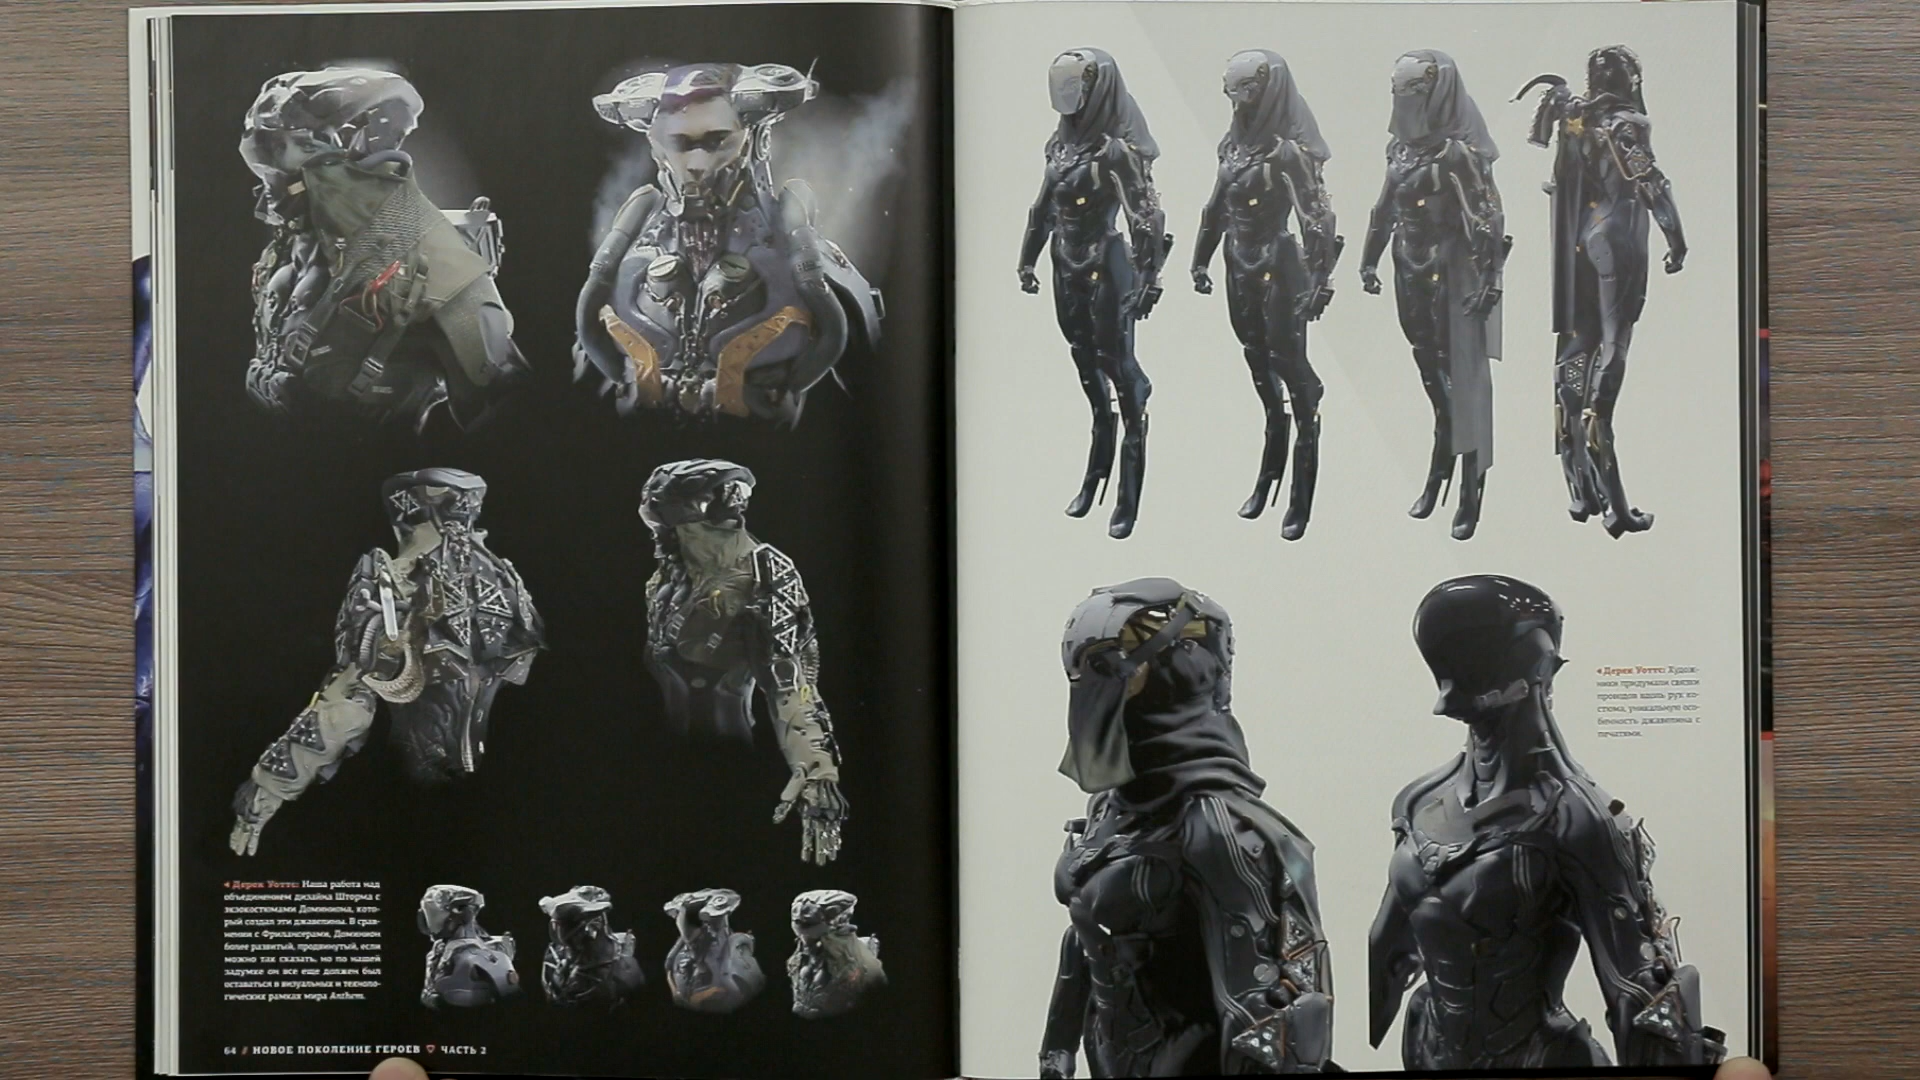 ◂ Дерек Уоттс: Наша работа над
объединением дизайна Шторма с
экзокостюмами Доминиона, кото-
рый создал эти джавелины. В срав-
нении с Фрилансерами, Доминион
более развитый, продвинутый, если
можно так сказать, но по нашей
задумке он все еще должен был
оставаться в визуальных и техноло-
гических рамках мира Anthem.
64 // НОВОЕ ПОКОЛЕНИЕ ГЕРОЕВ ▽ ЧАСТЬ 2
◂ Дерек Уоттс: Худож-
ники придумали связки
проводов вдоль рук ко-
стюма, уникальную осо-
бенность джавелина с
печатями.